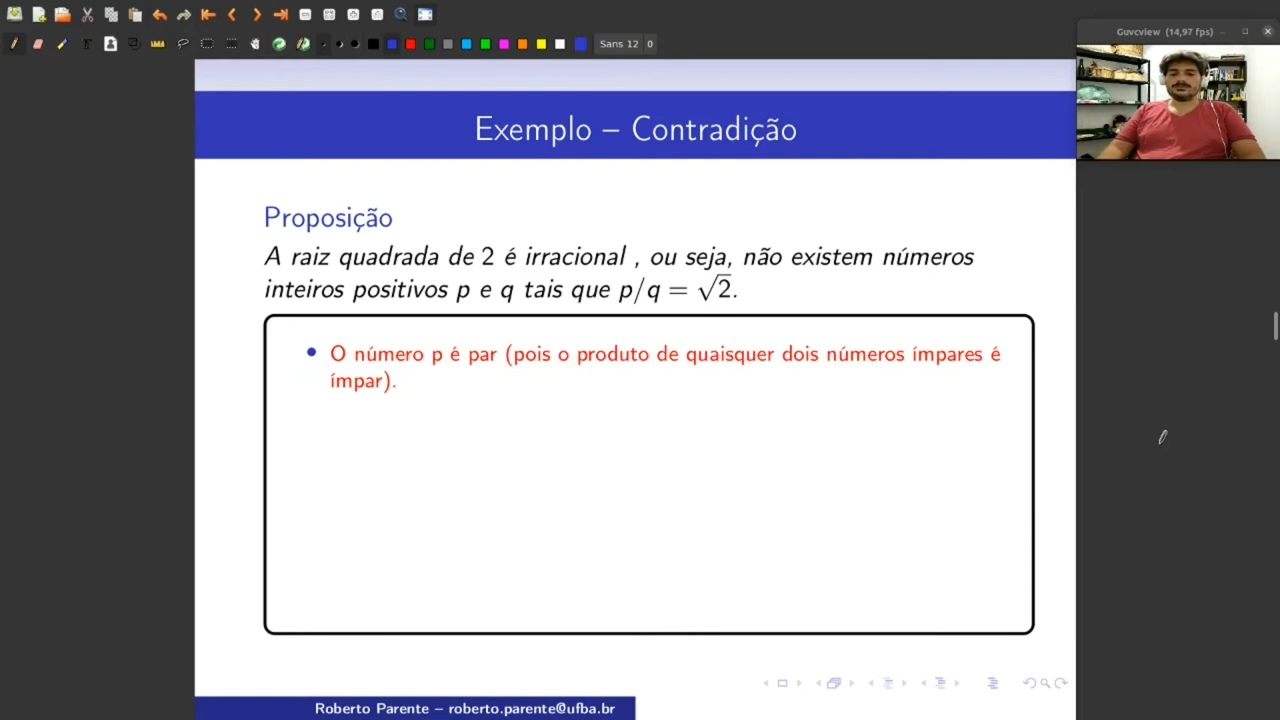 Guvcview (14,97 fps)
Sans 12 0
Exemplo – Contradição
Proposição
A raiz quadrada de 2 é irracional , ou seja, não existem números
inteiros positivos p e q tais que p/q = √2.
• O número p é par (pois o produto de quaisquer dois números ímpares é
ímpar).
Roberto Parente – roberto.parente@ufba.br